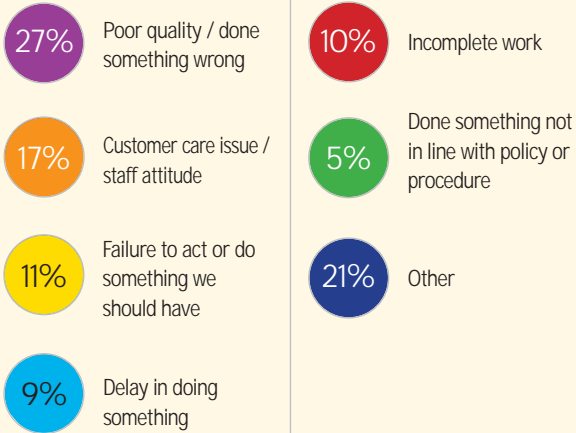 27%
Poor quality / done
something wrong
17%
Customer care issue /
staff attitude
11%
Failure to act or do
something we
should have
9%
Delay in doing
something
10%
Incomplete work
5%
Done something not
in line with policy or
procedure
21%
Other